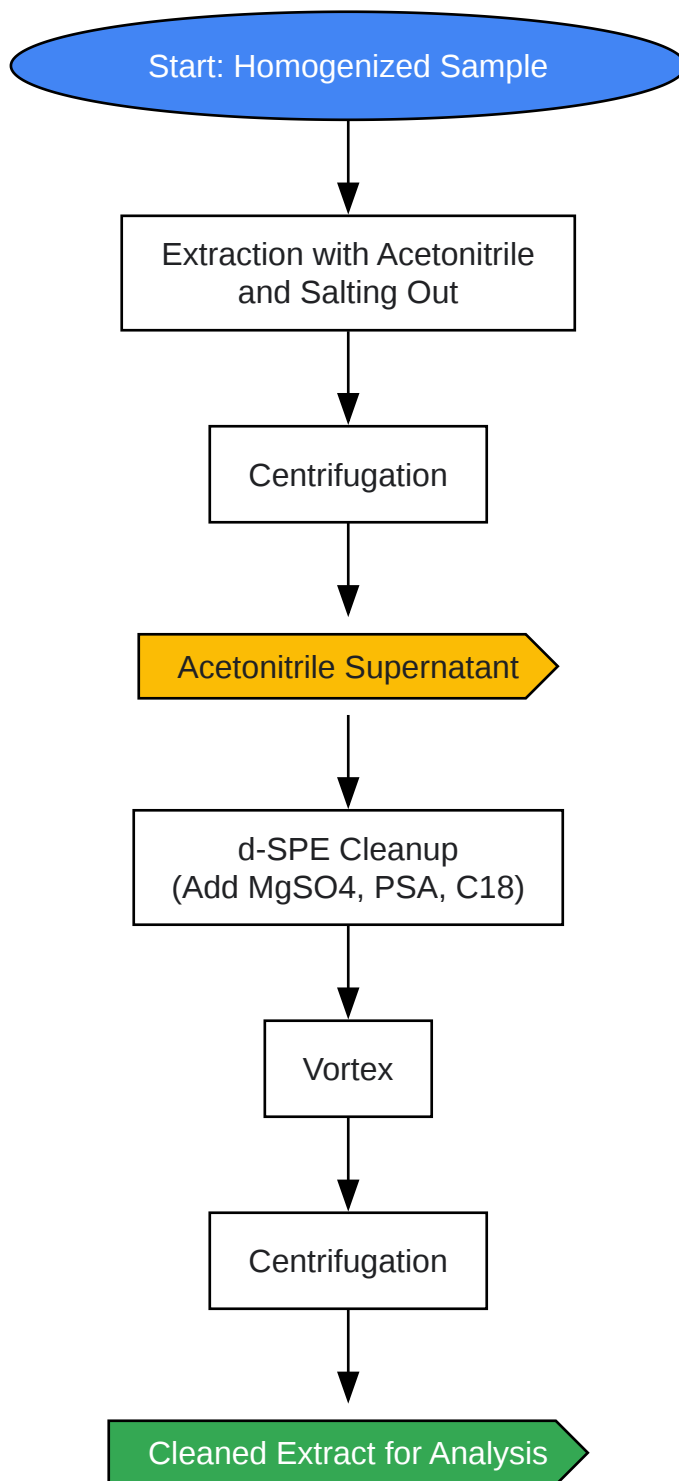 Start: Homogenized Sample
Extraction with Acetonitrile
and Salting Out
Centrifugation
Acetonitrile Supernatant
d-SPE Cleanup
(Add MgSO4, PSA, C18)
Vortex
Centrifugation
Cleaned Extract for Analysis